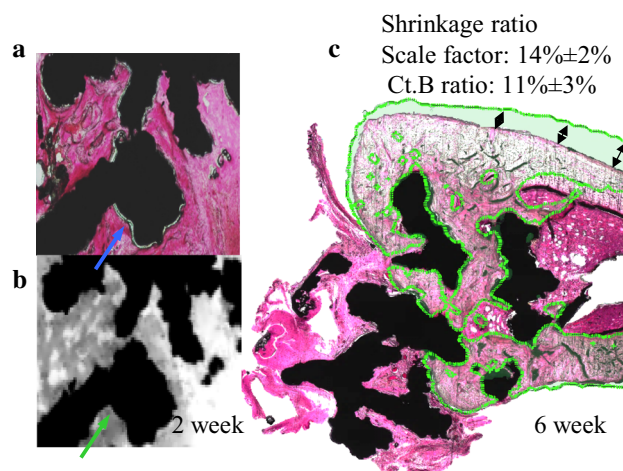 Shrinkage ratio
a
c
Scale factor: 14%±2%
Ct.B ratio: 11%±3%
b
2 week
6 week